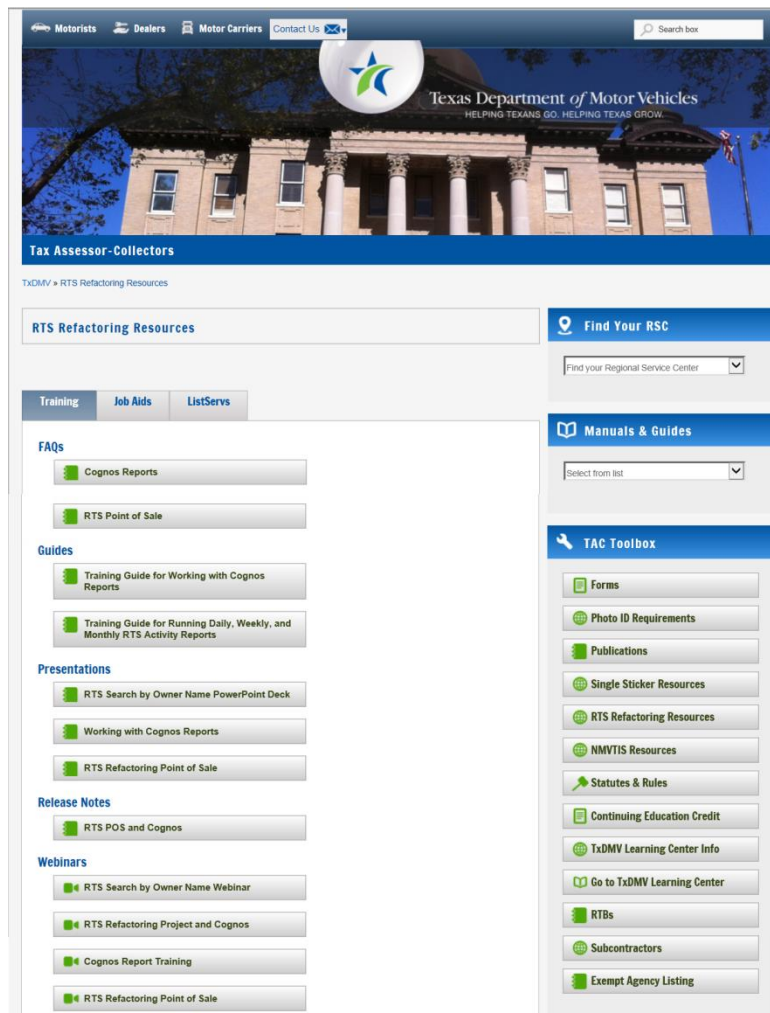 Motorists Dealers Motor Carriers Contact Us Search box
Texas Department of Motor Vehicles
HELPING TEXANS GO. HELPING TEXAS GROW.
Tax Assessor-Collectors
TxDMV » RTS Refactoring Resources
RTS Refactoring Resources
Training Job Aids ListServs
FAQs
Cognos Reports
RTS Point of Sale
Guides
Training Guide for Working with Cognos
Reports
Training Guide for Running Daily, Weekly, and
Monthly RTS Activity Reports
Presentations
RTS Search by Owner Name PowerPoint Deck
Working with Cognos Reports
RTS Refactoring Point of Sale
Release Notes
RTS POS and Cognos
Webinars
RTS Search by Owner Name Webinar
RTS Refactoring Project and Cognos
Cognos Report Training
RTS Refactoring Point of Sale
Find Your RSC
Find your Regional Service Center
Manuals & Guides
Select from list
TAC Toolbox
Forms
Photo ID Requirements
Publications
Single Sticker Resources
RTS Refactoring Resources
NMVTIS Resources
Statutes & Rules
Continuing Education Credit
TxDMV Learning Center Info
Go to TxDMV Learning Center
RTBs
Subcontractors
Exempt Agency Listing